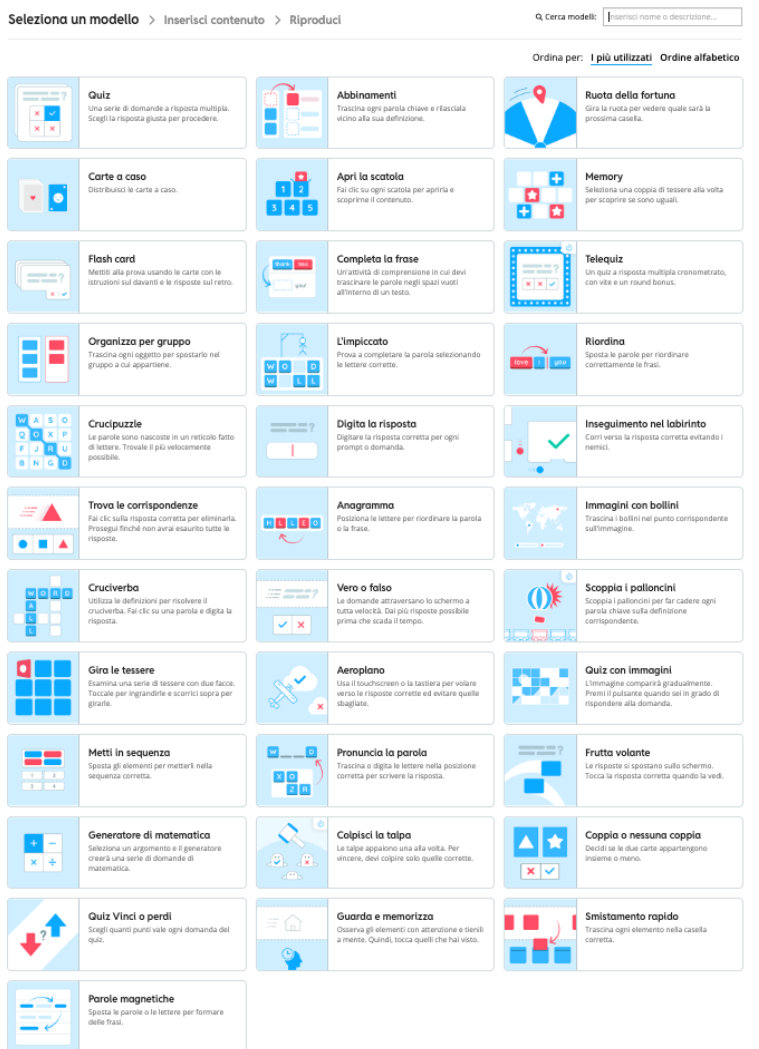 Seleziona un modello > Inserisci contenuto > Riproduci
Cerca modelli: Inserisci nome o descrizione...
Ordina per: I più utilizzati Ordine alfabetico
Quiz
Una serie di domande a risposta multipla.
Scegli la risposta giusta per procedere.
Abbinamenti
Trascina ogni parola chiave e rilasciala
vicino alla sua definizione.
Ruota della fortuna
Gira la ruota per vedere quale sarà la
prossima casella.
Carte a caso
Distribuisci le carte a caso.
1 2
3 4 5
Apri la scatola
Fai clic su ogni scatola per aprirla e
scoprirne il contenuto.
Memory
Seleziona una coppia di tessere alla volta
per scoprire se sono uguali.
Flash card
Mettiti alla prova usando le carte con le
istruzioni sul davanti e le risposte sul retro.
thank
you!
Completa la frase
Un'attività di comprensione in cui devi
trascinare le parole negli spazi vuoti
all'interno di un testo.
Telequiz
Un quiz a risposta multipla cronometrato,
con vite e un round bonus.
Organizza per gruppo
Trascina ogni oggetto per spostarlo nel
gruppo a cui appartiene.
W O D
W L L
L'impiccato
Prova a completare la parola selezionando
le lettere corrette.
love I you
Riordina
Sposta le parole per riordinare
correttamente le frasi.
W A S O
Q O X P
F J R U
B N G D
Crucipuzzle
Le parole sono nascoste in un reticolo fatto
di lettere. Trovale il più velocemente
possibile.
Digita la risposta
Digitare la risposta corretta per ogni
prompt o domanda.
Inseguimento nel labirinto
Corri verso la risposta corretta evitando i
nemici.
Trova le corrispondenze
Fai clic sulla risposta corretta per eliminarla.
Prosegui finché non avrai esaurito tutte le
risposte.
H L L E O
Anagramma
Posiziona le lettere per riordinare la parola
o la frase.
Immagini con bollini
Trascina i bollini nel punto corrispondente
sull'immagine.
W O R D
A
L
L
Cruciverba
Utilizza le definizioni per risolvere il
cruciverba. Fai clic su una parola e digita la
risposta.
Vero o falso
Le domande attraversano lo schermo a
tutta velocità. Dai più risposte possibile
prima che scada il tempo.
Scoppia i palloncini
Scoppia i palloncini per far cadere ogni
parola chiave sulla definizione
corrispondente.
Gira le tessere
Esamina una serie di tessere con due facce.
Toccale per ingrandirle e scorrici sopra per
girarle.
Aeroplano
Usa il touchscreen o la tastiera per volare
verso le risposte corrette ed evitare quelle
sbagliate.
Quiz con immagini
L'immagine comparirà gradualmente.
Premi il pulsante quando sei in grado di
rispondere alla domanda.
1 2
3 4
Metti in sequenza
Sposta gli elementi per metterli nella
sequenza corretta.
W D
X O
Z R
Pronuncia la parola
Trascina o digita le lettere nella posizione
corretta per scrivere la risposta.
Frutta volante
Le risposte si spostano sullo schermo.
Tocca la risposta corretta quando la vedi.
Generatore di matematica
Seleziona un argomento e il generatore
creerà una serie di domande di
matematica.
Colpisci la talpa
Le talpe appaiono una alla volta. Per
vincere, devi colpire solo quelle corrette.
Coppia o nessuna coppia
Decidi se le due carte appartengono
insieme o meno.
Quiz Vinci o perdi
Scegli quanti punti vale ogni domanda del
quiz.
Guarda e memorizza
Osserva gli elementi con attenzione e tienili
a mente. Quindi, tocca quelli che hai visto.
Smistamento rapido
Trascina ogni elemento nella casella
corretta.
Parole magnetiche
Sposta le parole o le lettere per formare
delle frasi.